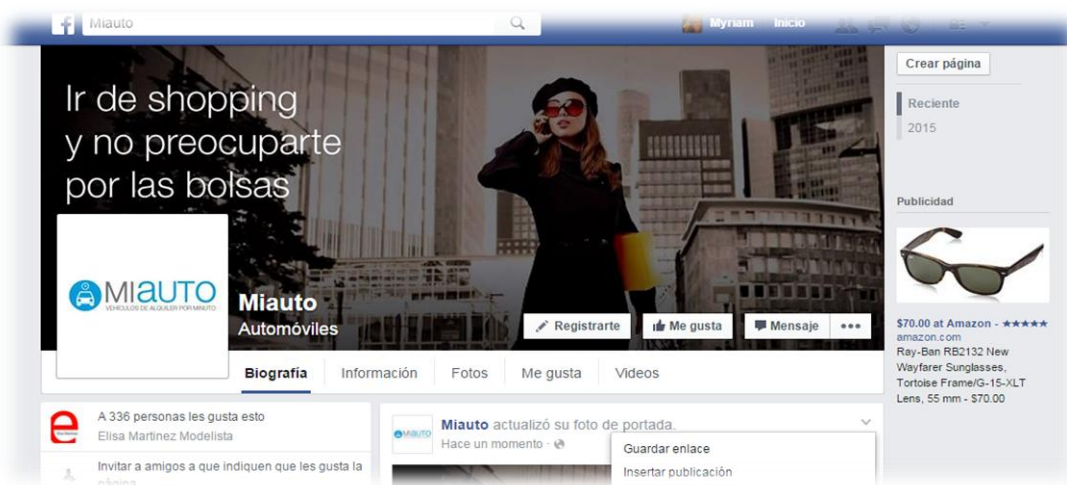 Miauto
Myriam Inicio
Ir de shopping
y no preocuparte
por las bolsas
MIaUTO
VEHICULOS DE ALQUILER POR MINUTO
Miauto
Automóviles
Registrarte
Me gusta
Mensaje
Biografía Información Fotos Me gusta Videos
A 336 personas les gusta esto
Elisa Martinez Modelista
Invitar a amigos a que indiquen que les gusta la
página
MIaUTO
Miauto actualizó su foto de portada.
Hace un momento ·
Guardar enlace
Insertar publicación
Crear página
Reciente
2015
Publicidad
$70.00 at Amazon - ★★★★★
amazon.com
Ray-Ban RB2132 New
Wayfarer Sunglasses,
Tortoise Frame/G-15-XLT
Lens, 55 mm - $70.00